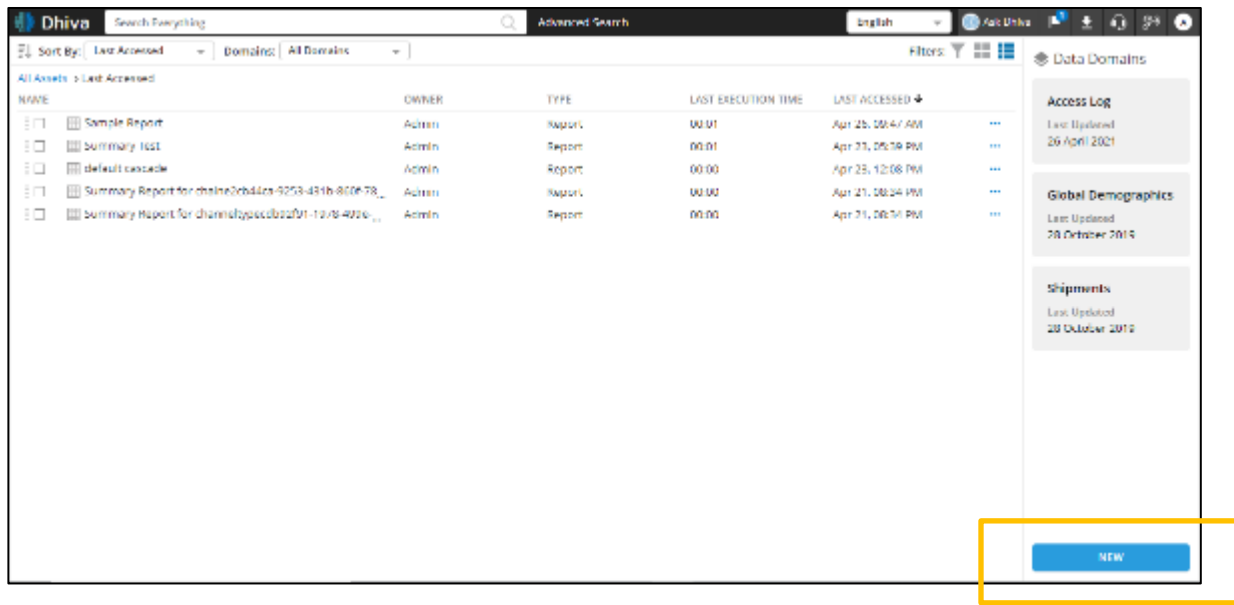 Dhiva Search Everything Advanced Search English Ask Dhiva
Sort By: Last Accessed Domains: All Domains Filters:
All Assets > Last Accessed
NAME OWNER TYPE LAST EXECUTION TIME LAST ACCESSED
Sample Report Admin Report 00:01 Apr 26, 09:47 AM ...
Summary Test Admin Report 00:01 Apr 23, 05:39 PM ...
default cascade Admin Report 00:00 Apr 23, 12:08 PM ...
Summary Report for Admin Report 00:00 Apr 21, 08:34 PM ...
Summary Report for Admin Report 00:00 Apr 21, 08:34 PM ...
Data Domains
Access Log
Last Updated
26 April 2021
Global Demographics
Last Updated
28 October 2019
Shipments
Last Updated
28 October 2019
NEW